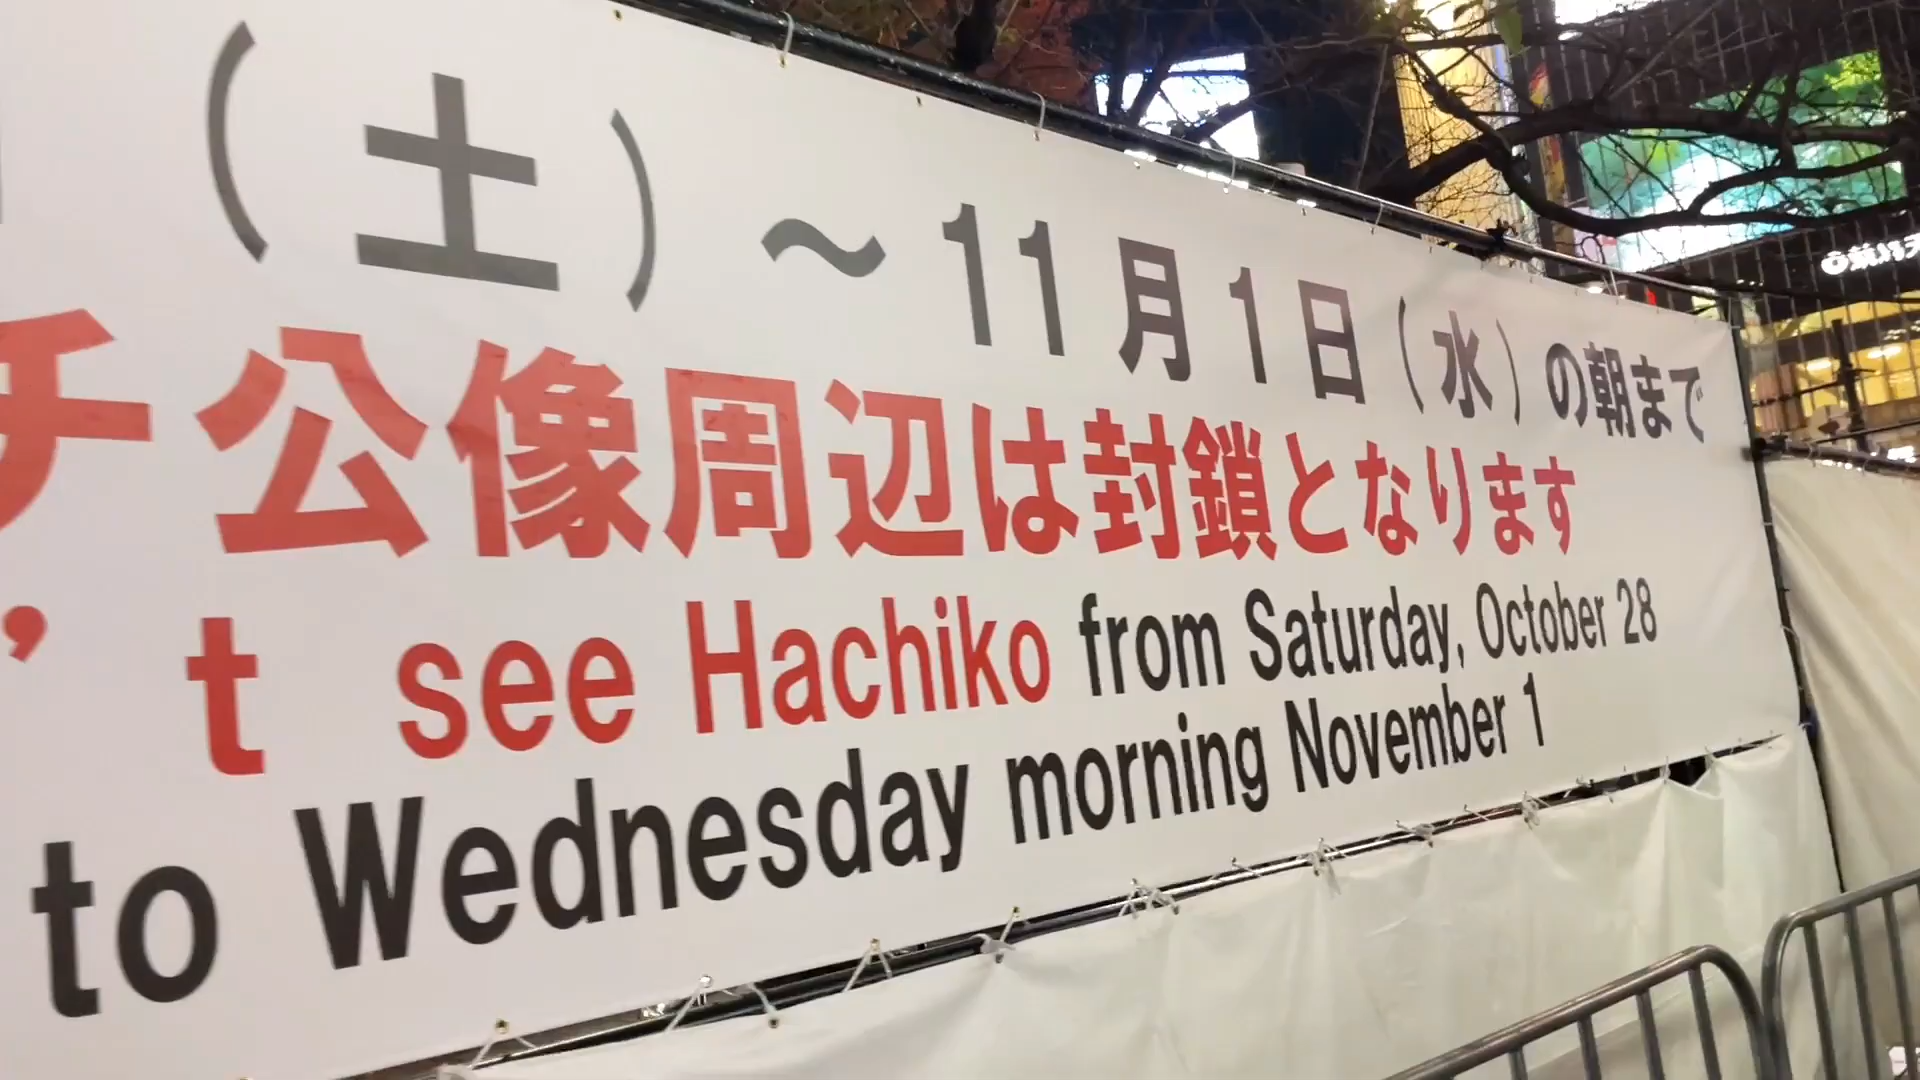 （土）～11月1日（水）の朝まで
チ公像周辺は封鎖となります
't see Hachiko from Saturday, October 28
to Wednesday morning November 1